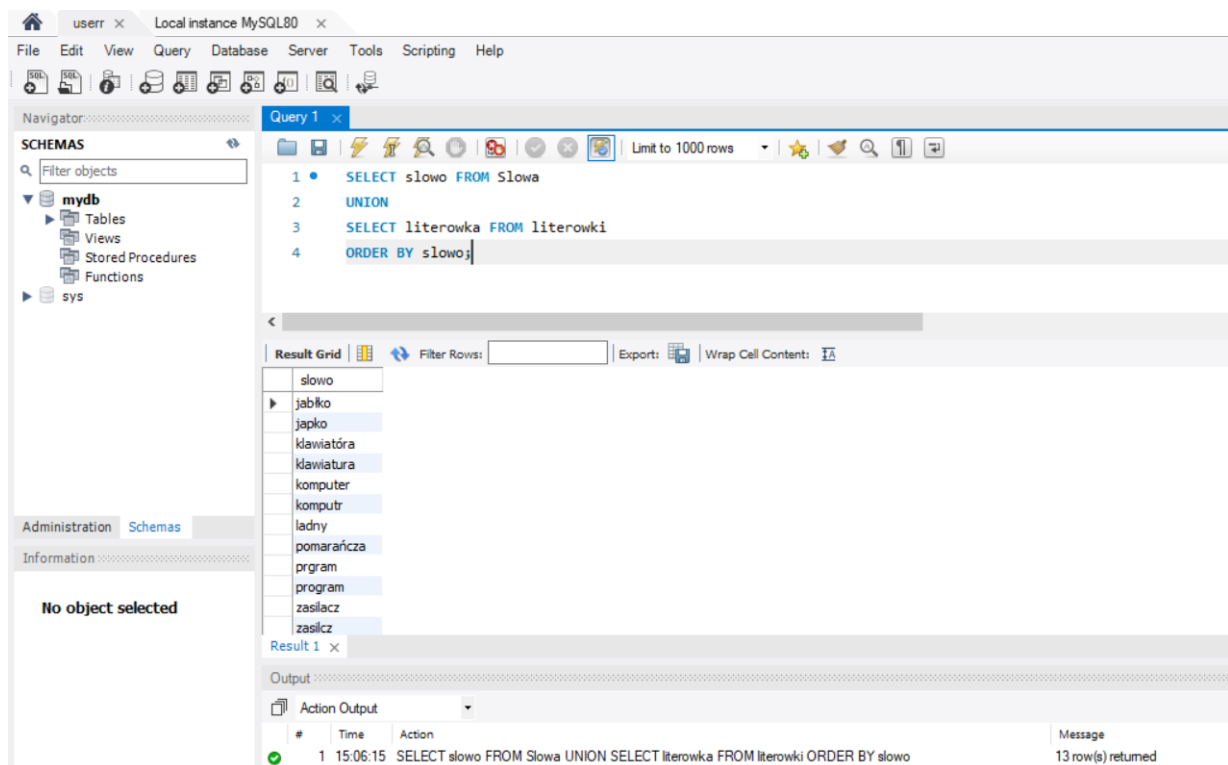 userr × Local instance MySQL80 ×
File Edit View Query Database Server Tools Scripting Help
Navigator
SCHEMAS
Filter objects
mydb
Tables
Views
Stored Procedures
Functions
sys
Administration Schemas
Information
No object selected
Query 1 ×
Limit to 1000 rows
1 SELECT slowo FROM Slowa
2 UNION
3 SELECT literowka FROM literowki
4 ORDER BY slowo;
Result Grid Filter Rows: Export: Wrap Cell Content:
slowo
jabłko
japko
klawiatóra
klawiatura
komputer
komputr
ladny
pomarańcza
prgram
program
zasilacz
zasilcz
Result 1 ×
Output
Action Output
# Time Action Message
1 15:06:15 SELECT slowo FROM Slowa UNION SELECT literowka FROM literowki ORDER BY slowo 13 row(s) returned